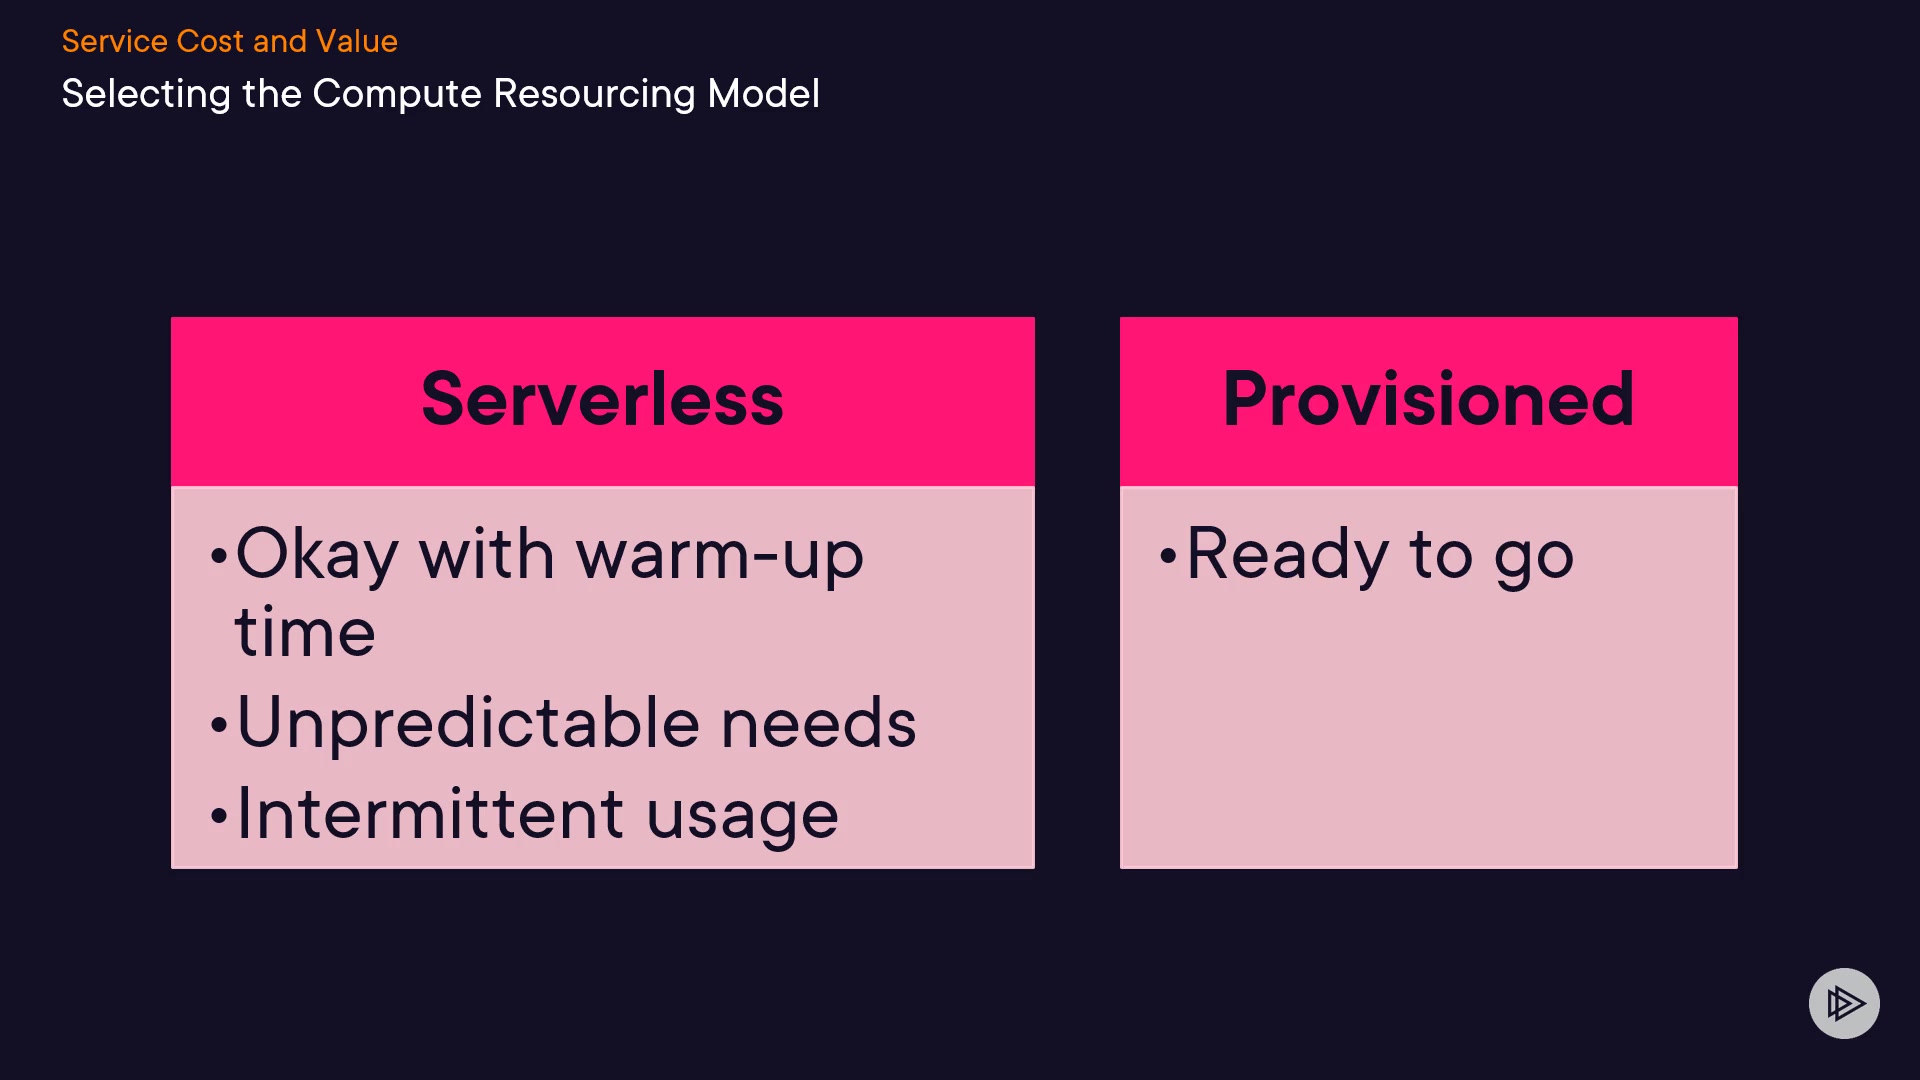 Service Cost and Value
Selecting the Compute Resourcing Model
Serverless
•Okay with warm-up
time
•Unpredictable needs
•Intermittent usage
Provisioned
•Ready to go